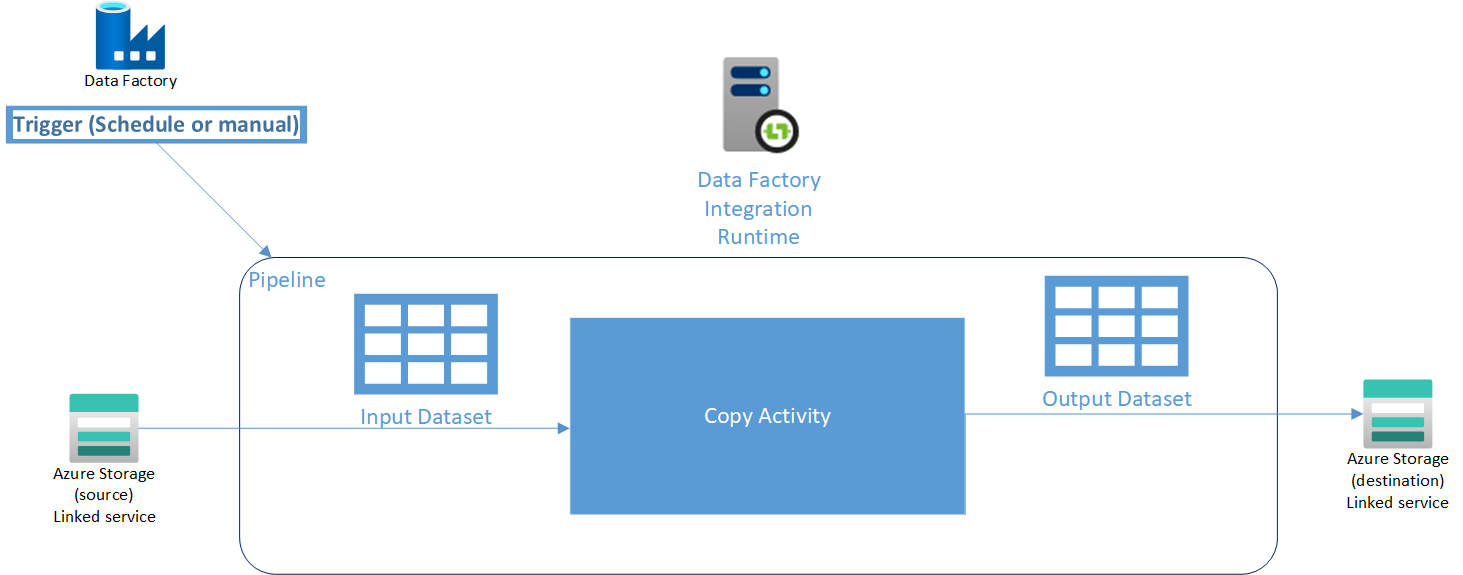 Data Factory
Trigger (Schedule or manual)
Data Factory
Integration
Runtime
Pipeline
Input Dataset
Copy Activity
Output Dataset
Azure Storage
(source)
Linked service
Azure Storage
(destination)
Linked service